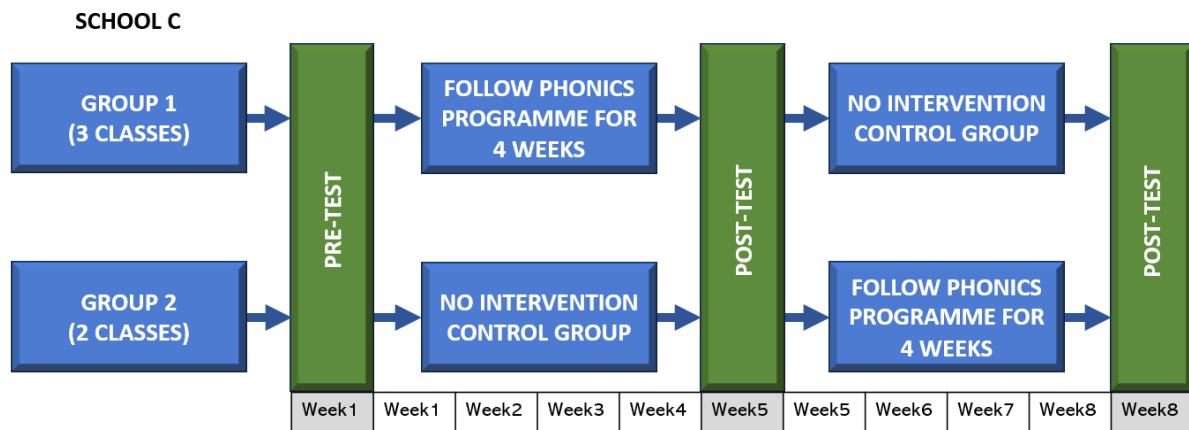 SCHOOL C
GROUP 1
(3 CLASSES)
PRE-TEST
FOLLOW PHONICS
PROGRAMME FOR
4 WEEKS
POST-TEST
NO INTERVENTION
CONTROL GROUP
POST-TEST
GROUP 2
(2 CLASSES)
NO INTERVENTION
CONTROL GROUP
FOLLOW PHONICS
PROGRAMME FOR
4 WEEKS
Week1 Week1 Week2 Week3 Week4 Week5 Week5 Week6 Week7 Week8 Week8